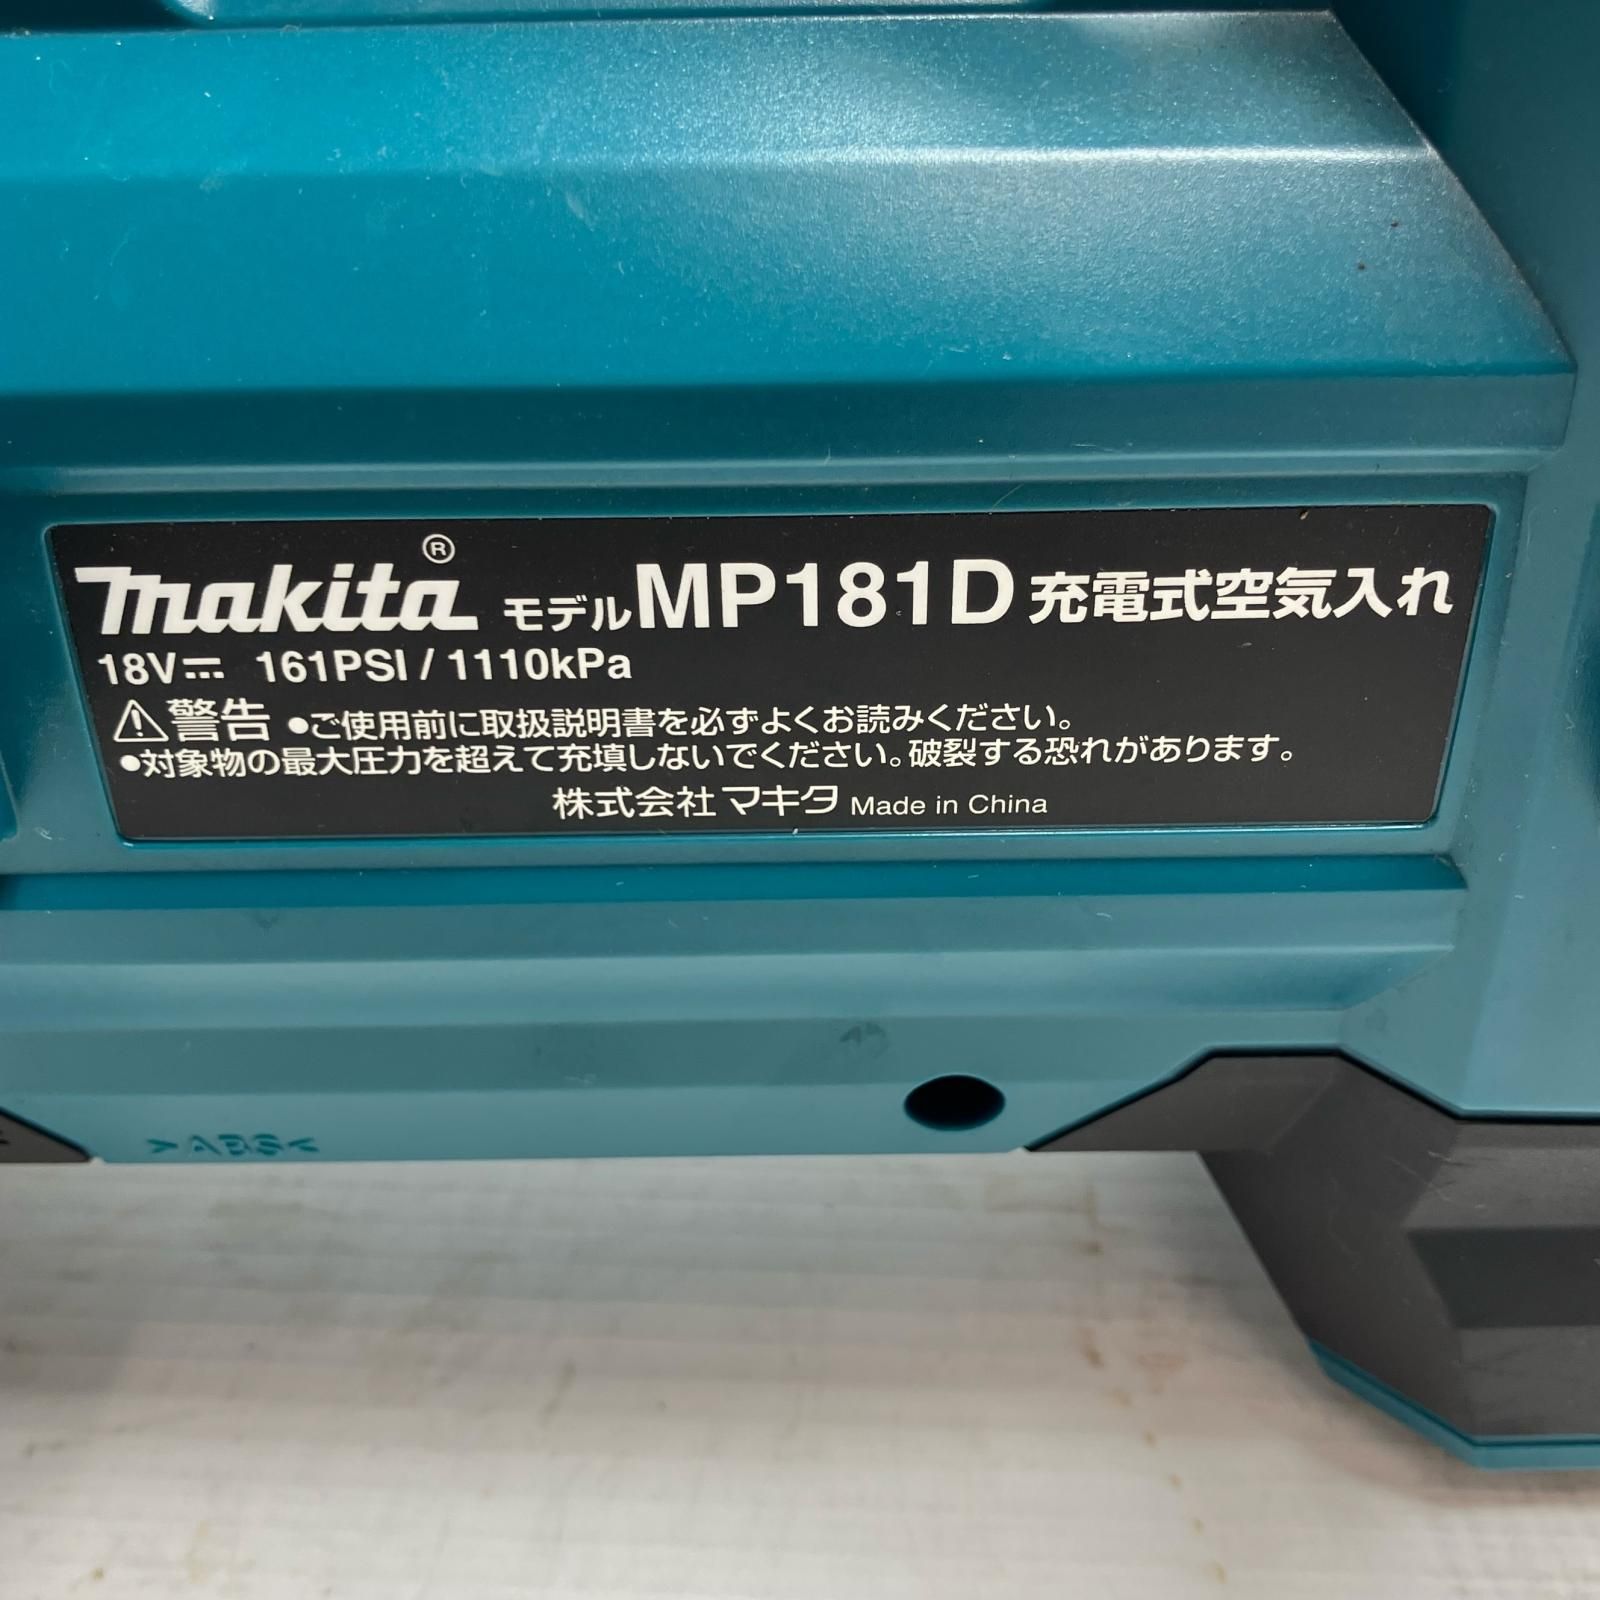 makita® モデル MP181D 充電式空気入れ
18V⎓ 161PSI / 1110kPa
⚠警告 ●ご使用前に取扱説明書を必ずよくお読みください。
●対象物の最大圧力を超えて充填しないでください。破裂する恐れがあります。
株式会社マキタ Made in China
>ABS<